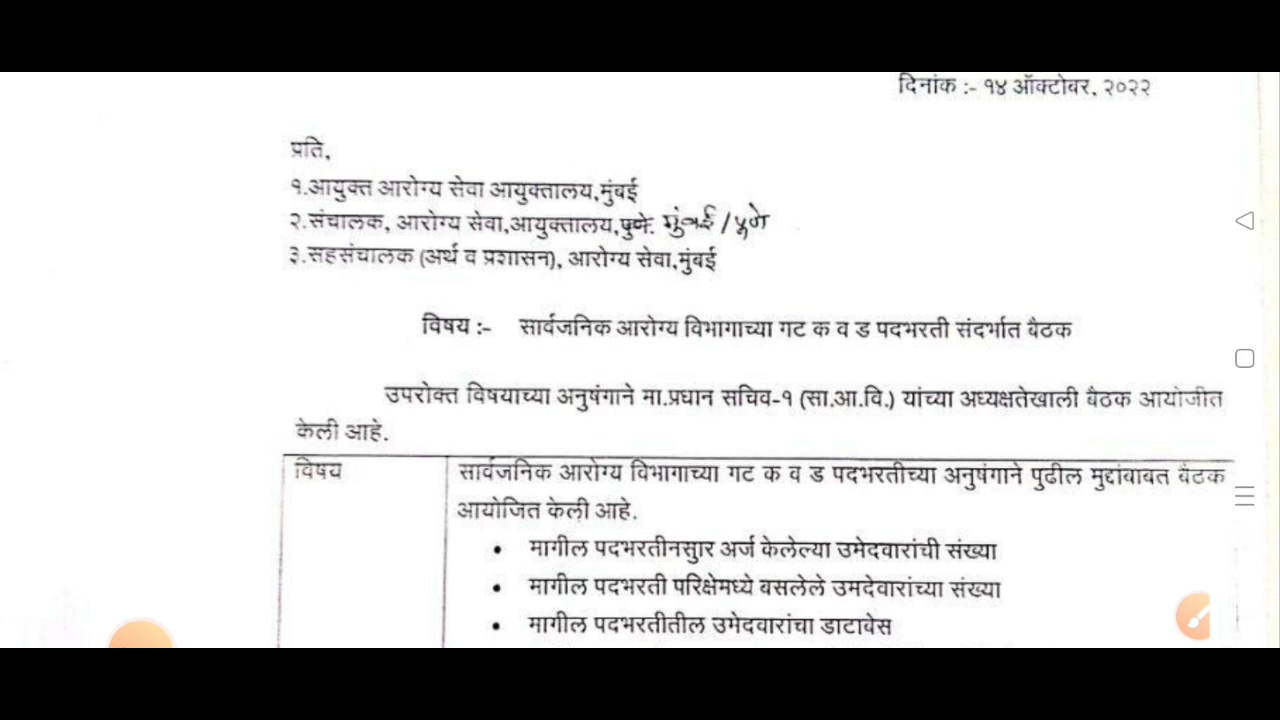 दिनांक :- १४ ऑक्टोबर, २०२२
प्रति,
१.आयुक्त आरोग्य सेवा आयुक्तालय,मुंबई
२.संचालक, आरोग्य सेवा,आयुक्तालय,पुणे. मुंबई / पुणे
३.सहसंचालक (अर्थ व प्रशासन), आरोग्य सेवा,मुंबई
विषय :- सार्वजनिक आरोग्य विभागाच्या गट क व ड पदभरती संदर्भात बैठक
उपरोक्त विषयाच्या अनुषंगाने मा.प्रधान सचिव-१ (सा.आ.वि.) यांच्या अध्यक्षतेखाली बैठक आयोजीत
केली आहे.
विषय सार्वजनिक आरोग्य विभागाच्या गट क व ड पदभरतीच्या अनुषंगाने पुढील मुद्दांबाबत बैठक
आयोजित केली आहे.
• मागील पदभरतीनसुार अर्ज केलेल्या उमेदवारांची संख्या
• मागील पदभरती परिक्षेमध्ये बसलेले उमदेवारांच्या संख्या
• मागील पदभरतीतील उमेदवारांचा डाटावेस